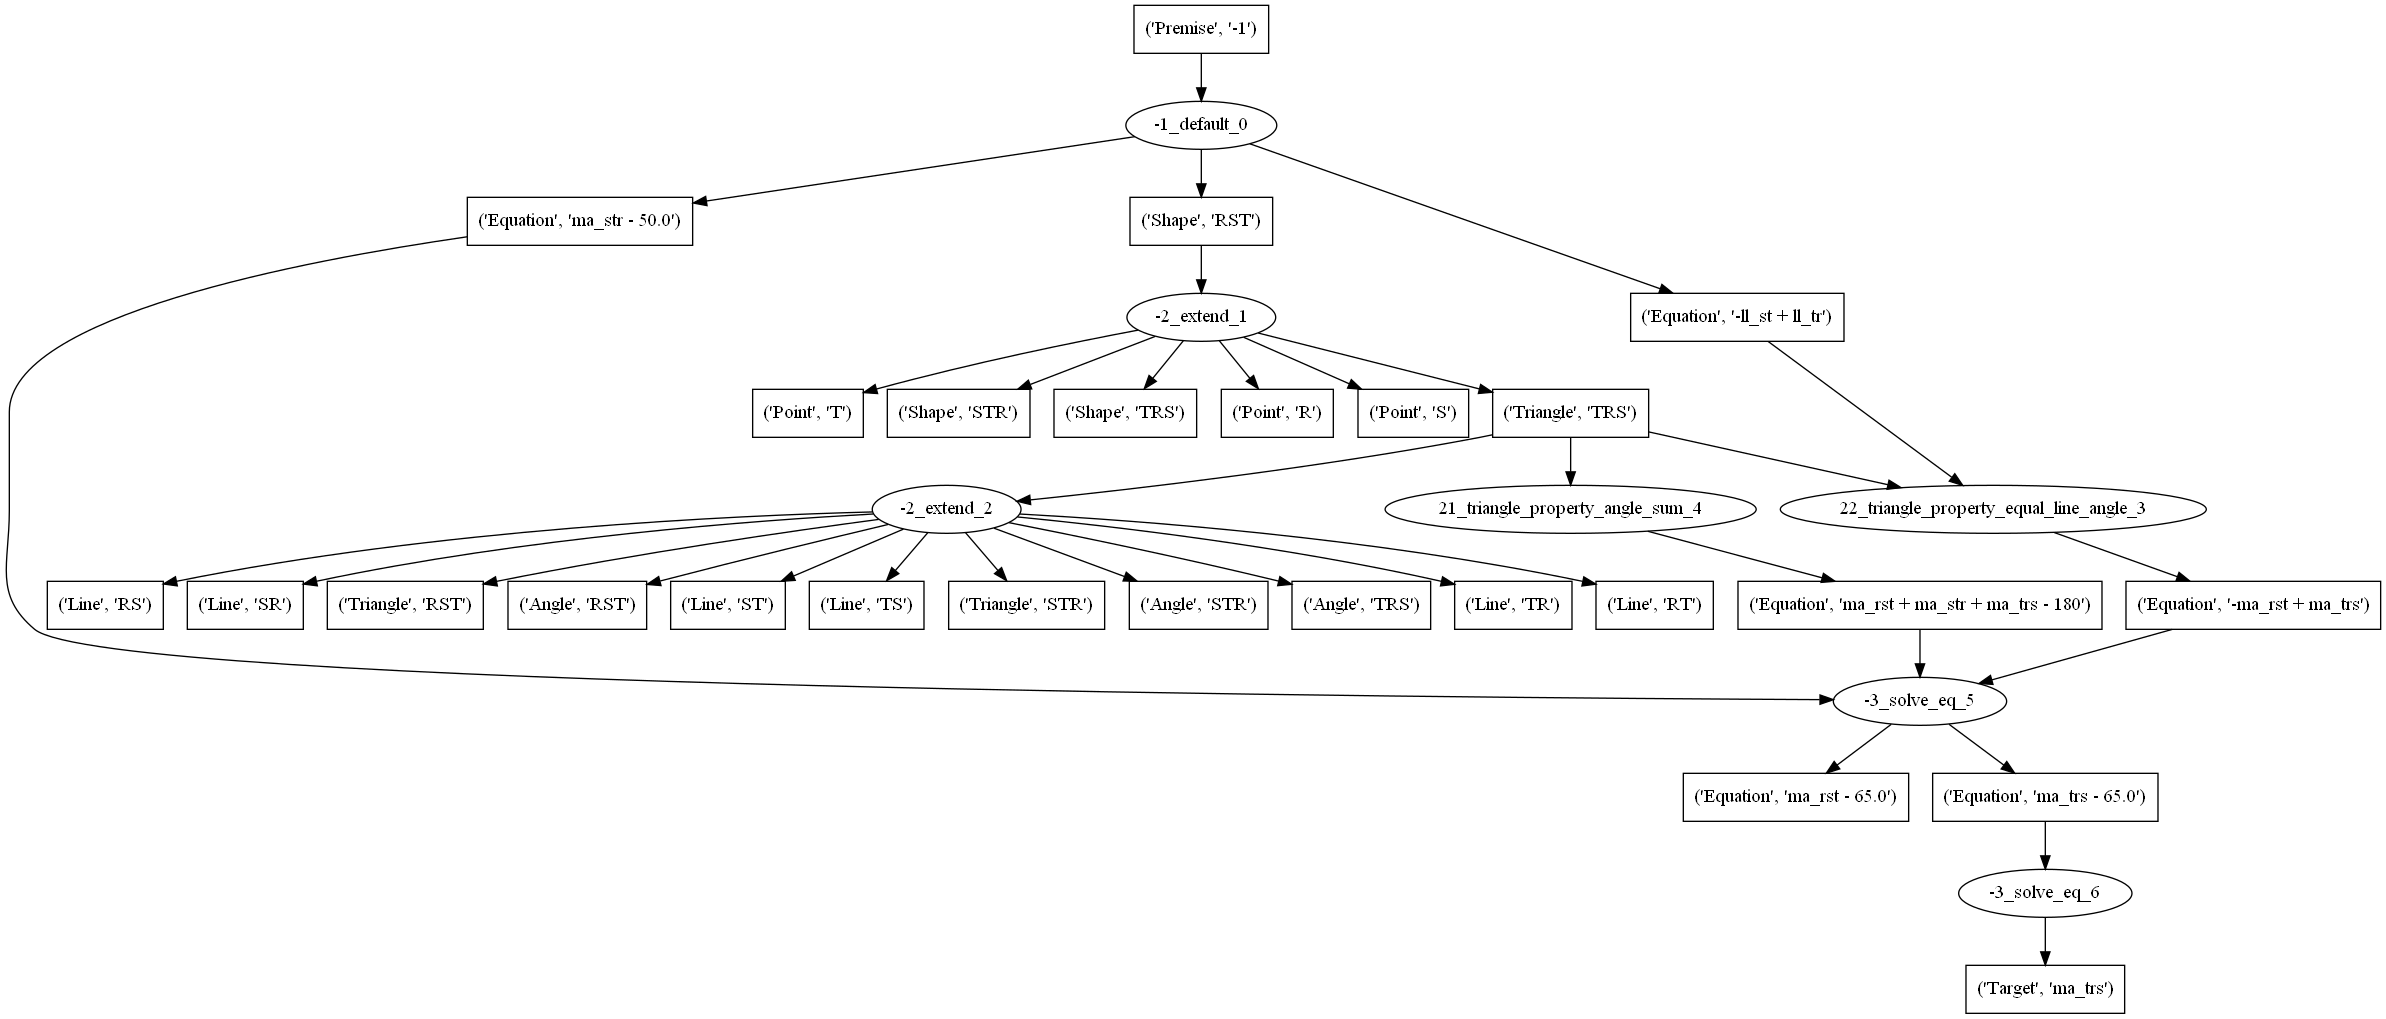 ('Premise', '-1')
-1_default_0
('Equation', 'ma_str - 50.0')
('Shape', 'RST')
-2_extend_1
('Equation', '-ll_st + ll_tr')
('Point', 'T')
('Shape', 'STR')
('Shape', 'TRS')
('Point', 'R')
('Point', 'S')
('Triangle', 'TRS')
-2_extend_2
21_triangle_property_angle_sum_4
22_triangle_property_equal_line_angle_3
('Line', 'RS')
('Line', 'SR')
('Triangle', 'RST')
('Angle', 'RST')
('Line', 'ST')
('Line', 'TS')
('Triangle', 'STR')
('Angle', 'STR')
('Angle', 'TRS')
('Line', 'TR')
('Line', 'RT')
('Equation', 'ma_rst + ma_str + ma_trs - 180')
('Equation', '-ma_rst + ma_trs')
-3_solve_eq_5
('Equation', 'ma_rst - 65.0')
('Equation', 'ma_trs - 65.0')
-3_solve_eq_6
('Target', 'ma_trs')